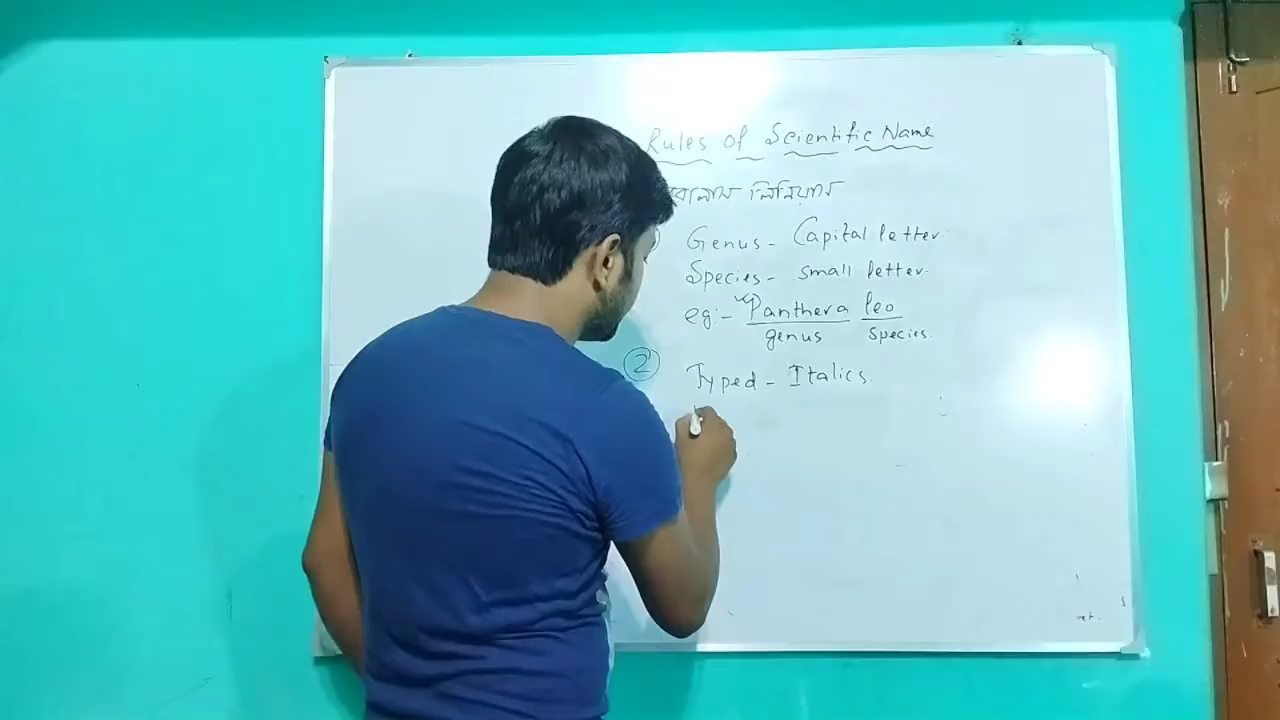 Rules of Scientific Name
লিনিয়াস
Genus - Capital letter
Species - small letter.
eg:- Panthera leo
genus species.
② Typed - Italics.